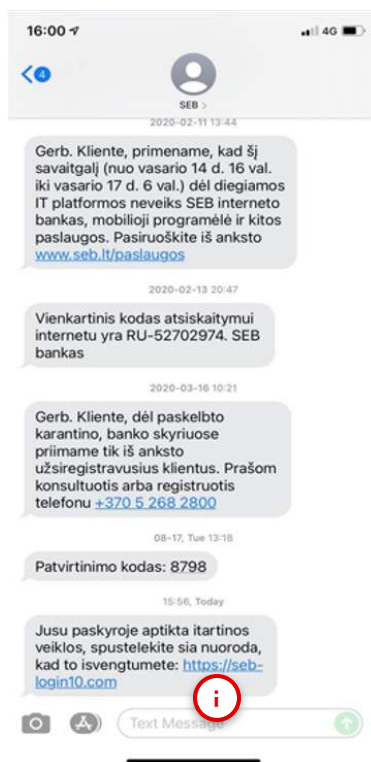 16:00
4G
4
SEB >
2020-02-11 13:44
Gerb. Kliente, primename, kad šį
savaitgalį (nuo vasario 14 d. 16 val.
iki vasario 17 d. 6 val.) dėl diegiamos
IT platformos neveiks SEB interneto
bankas, mobilioji programėlė ir kitos
paslaugos. Pasiruoškite iš anksto
www.seb.lt/paslaugos
2020-02-13 20:47
Vienkartinis kodas atsiskaitymui
internetu yra RU-52702974. SEB
bankas
2020-03-16 10:21
Gerb. Kliente, dėl paskelbto
karantino, banko skyriuose
priimame tik iš anksto
užsiregistravusius klientus. Prašom
konsultuotis arba registruotis
telefonu +370 5 268 2800
08-17, Tue 13:18
Patvirtinimo kodas: 8798
15:56, Today
Jusu paskyroje aptikta itartinos
veiklos, spustelekite sia nuoroda,
kad to isvengtumete: https://seb-
login10.com
i
Text Message